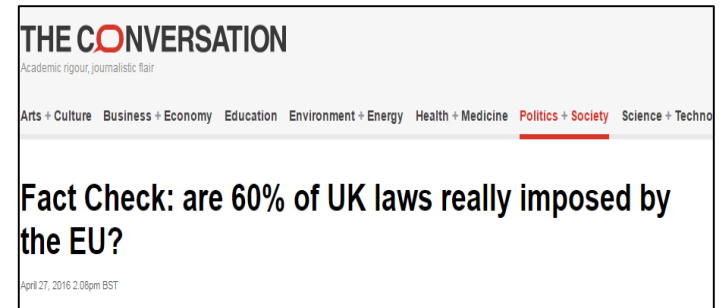 THE CONVERSATION
Academic rigour, journalistic flair
Arts + Culture Business + Economy Education Environment + Energy Health + Medicine Politics + Society Science + Techno
Fact Check: are 60% of UK laws really imposed by
the EU?
April 27, 2016 2.08pm BST